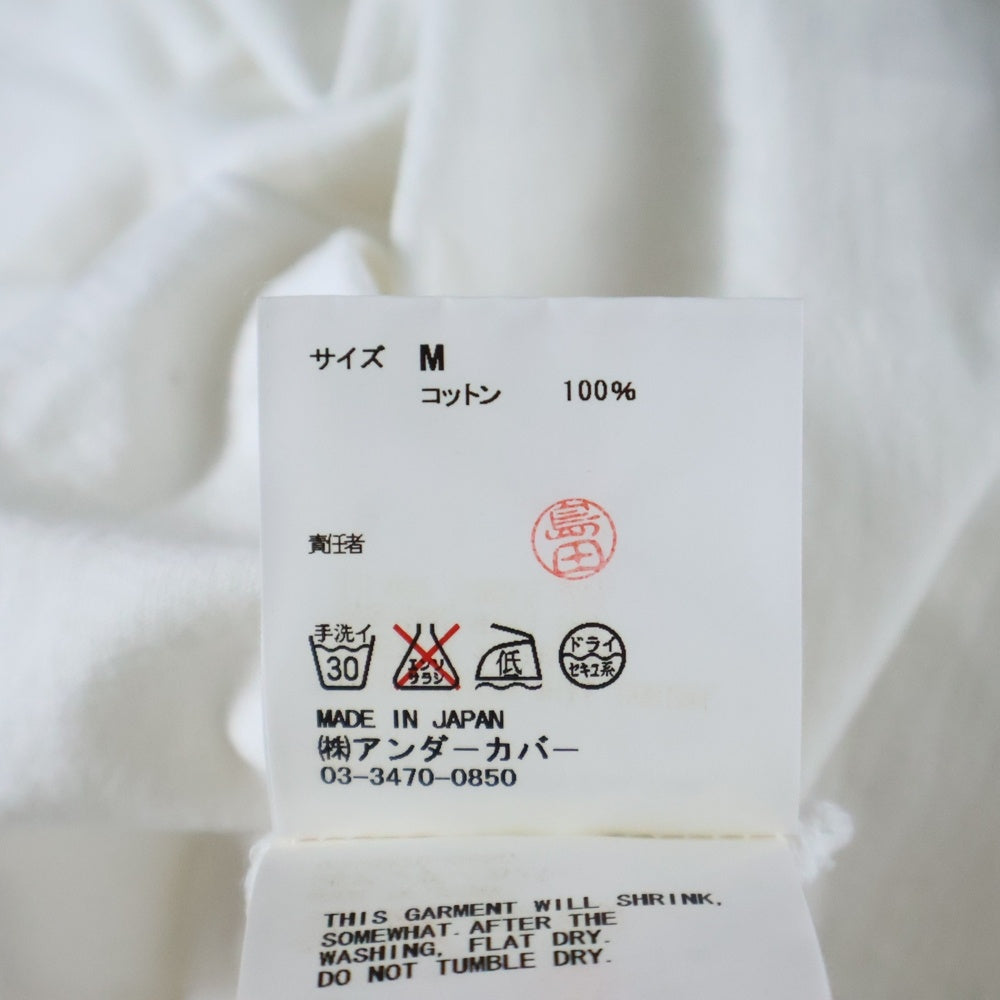 サイズ M
コットン 100%
責任者
島田
手洗イ
30
エンソ
サラシ
低
ドライ
セキユ系
MADE IN JAPAN
㈱アンダーカバー
03-3470-0850
THIS GARMENT WILL SHRINK.
SOMEWHAT. AFTER THE
WASHING, FLAT DRY.
DO NOT TUMBLE DRY.